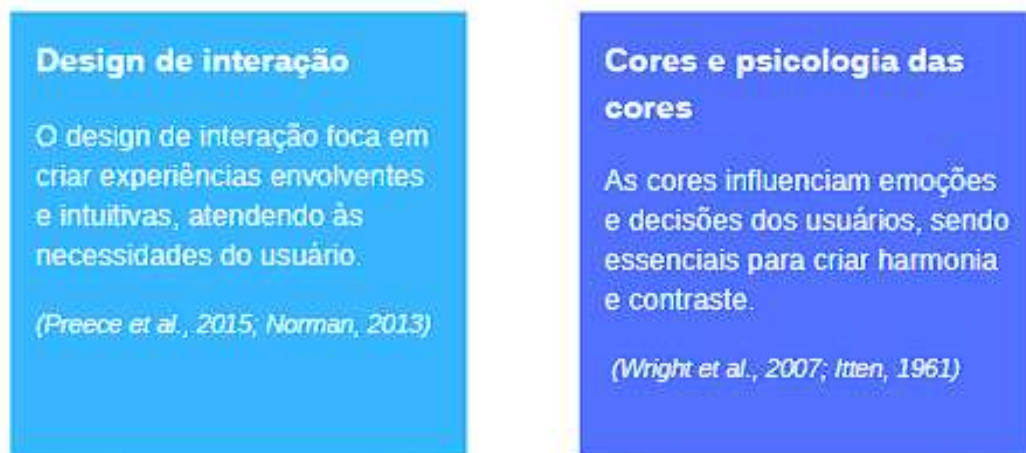 Design de interação
O design de interação foca em
criar experiências envolventes
e intuitivas, atendendo às
necessidades do usuário.
(Preece et al., 2015; Norman, 2013)
Cores e psicologia das
cores
As cores influenciam emoções
e decisões dos usuários, sendo
essenciais para criar harmonia
e contraste.
(Wright et al., 2007; Itten, 1961)